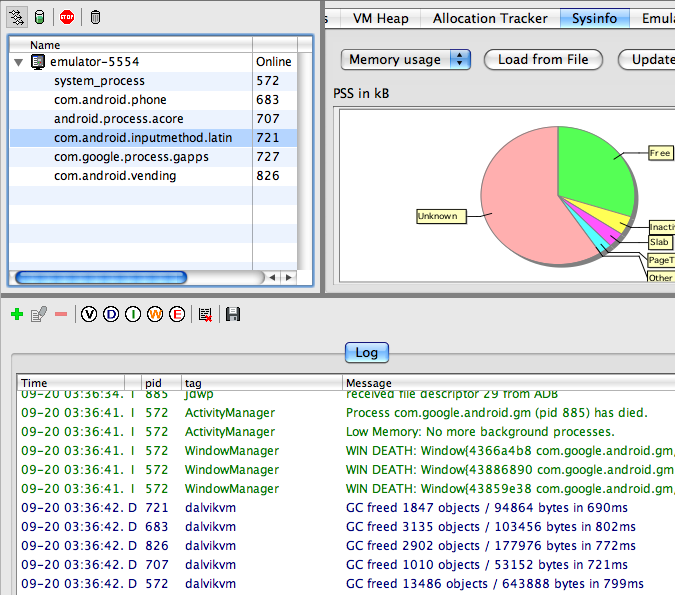 STOP
Name
emulator-5554 Online
system_process 572
com.android.phone 683
android.process.acore 707
com.android.inputmethod.latin 721
com.google.process.gapps 727
com.android.vending 826
VM Heap Allocation Tracker Sysinfo Emula
Memory usage Load from File Update
PSS in kB
Free
Unknown
Inacti
Slab
PageT
Other
V D I W E
Log
Time pid tag Message
09-20 03:36:34. I 885 jdwp received file descriptor 29 from ADB
09-20 03:36:41. I 572 ActivityManager Process com.google.android.gm (pid 885) has died.
09-20 03:36:41. I 572 ActivityManager Low Memory: No more background processes.
09-20 03:36:41. I 572 WindowManager WIN DEATH: Window{4366a4b8 com.google.android.gm,
09-20 03:36:41. I 572 WindowManager WIN DEATH: Window{43886890 com.google.android.gm,
09-20 03:36:41. I 572 WindowManager WIN DEATH: Window{43859e38 com.google.android.gm,
09-20 03:36:42. D 721 dalvikvm GC freed 1847 objects / 94864 bytes in 690ms
09-20 03:36:42. D 683 dalvikvm GC freed 3135 objects / 103456 bytes in 802ms
09-20 03:36:42. D 826 dalvikvm GC freed 2902 objects / 177976 bytes in 772ms
09-20 03:36:42. D 707 dalvikvm GC freed 1010 objects / 53152 bytes in 721ms
09-20 03:36:42. D 572 dalvikvm GC freed 13486 objects / 643888 bytes in 799ms